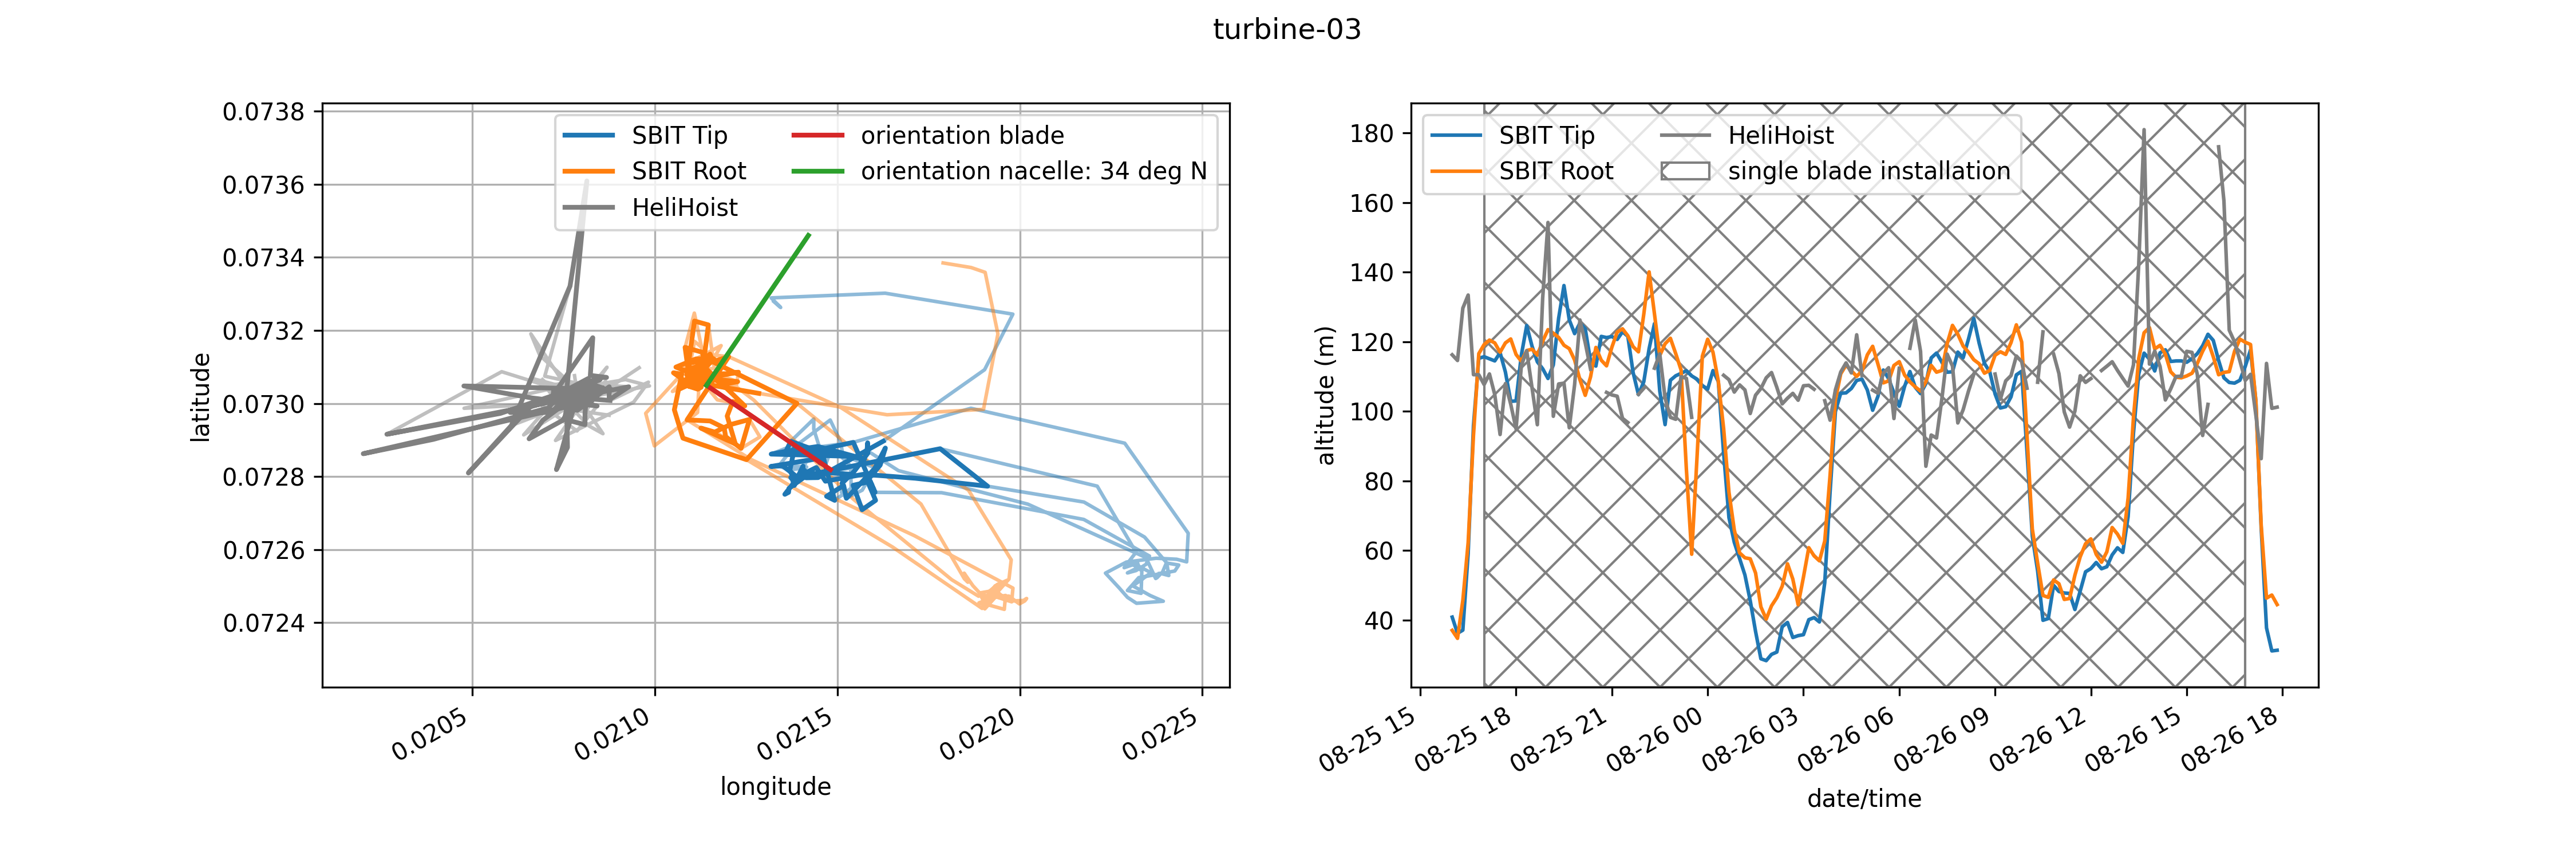 turbine-03
0.0738
0.0736
0.0734
0.0732
0.0730
0.0728
0.0726
0.0724
latitude
SBIT Tip
SBIT Root
HeliHoist
orientation blade
orientation nacelle: 34 deg N
0.0205
0.0210
0.0215
0.0220
0.0225
longitude
180
160
140
120
100
80
60
40
altitude (m)
SBIT Tip
SBIT Root
HeliHoist
single blade installation
08-25 15
08-25 18
08-25 21
08-26 00
08-26 03
08-26 06
08-26 09
08-26 12
08-26 15
08-26 18
date/time